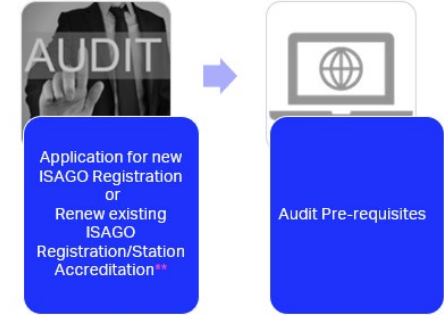 AUDIT
Application for new
ISAGO Registration
or
Renew existing
ISAGO
Registration/Station
Accreditation**
Audit Pre-requisites